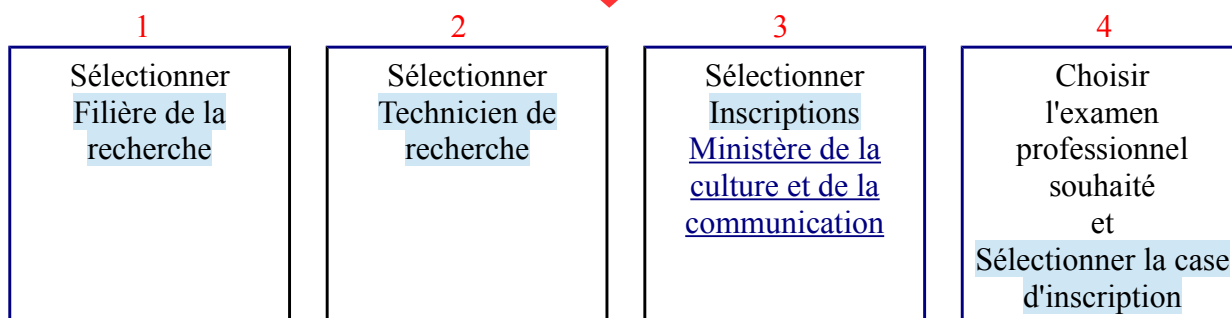 1
Sélectionner
Filière de la
recherche
2
Sélectionner
Technicien de
recherche
3
Sélectionner
Inscriptions
Ministère de la
culture et de la
communication
4
Choisir
l'examen
professionnel
souhaité
et
Sélectionner la case
d'inscription